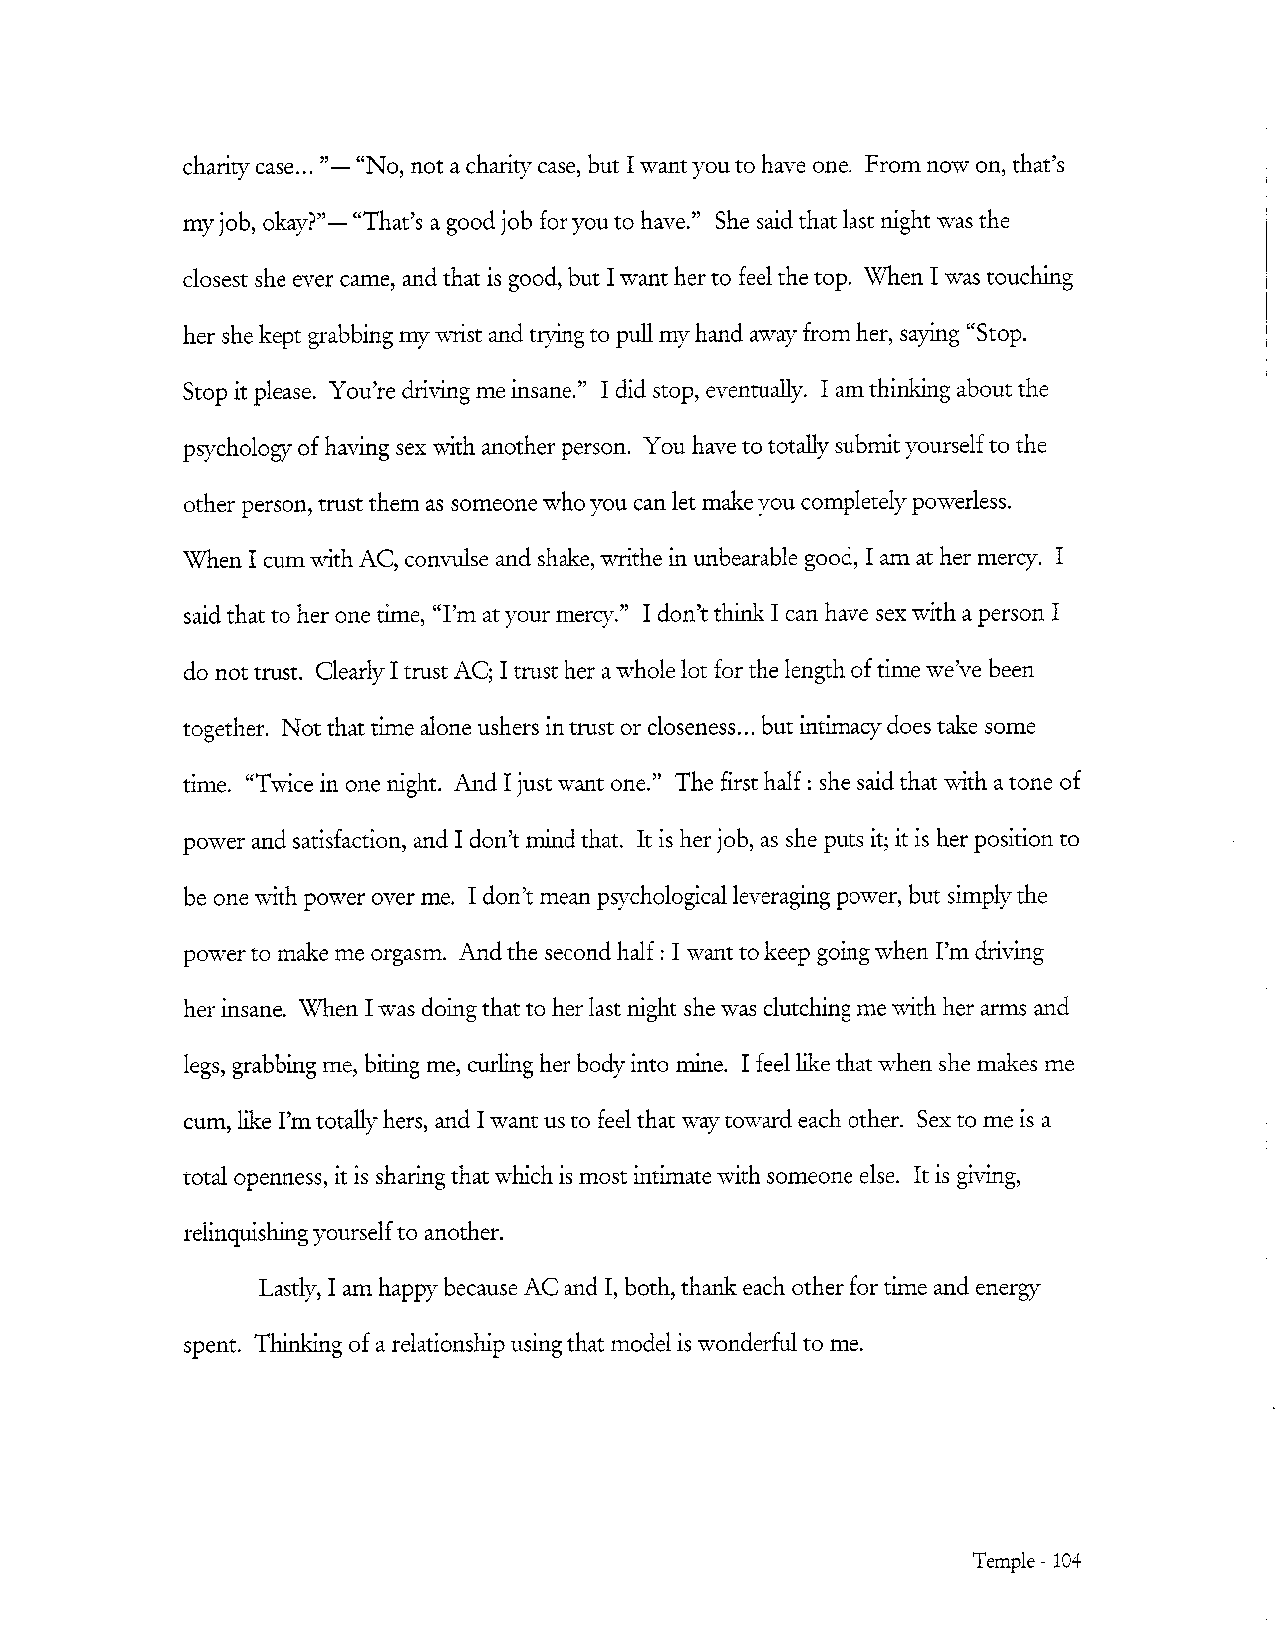 charity case... ”— “No, not a charity case, but I want you to have one.  From now on, that’s
my job, okay?”— “That’s a good job for you to have.”  She said that last night was the
closest she ever came, and that is good, but I want her to feel the top.  When I was touching
her she kept grabbing my wrist and trying to pull my hand away from her, saying “Stop.
Stop it please.  You’re driving me insane.”  I did stop, eventually.  I am thinking about the
psychology of having sex with another person.  You have to totally submit yourself to the
other person, trust them as someone who you can let make you completely powerless.
When I cum with AC, convulse and shake, writhe in unbearable good, I am at her mercy.  I
said that to her one time, “I’m at your mercy.”  I don’t think I can have sex with a person I
do not trust.  Clearly I trust AC; I trust her a whole lot for the length of time we’ve been
together.  Not that time alone ushers in trust or closeness... but intimacy does take some
time.  “Twice in one night.  And I just want one.”  The first half : she said that with a tone of
power and satisfaction, and I don’t mind that.  It is her job, as she puts it; it is her position to
be one with power over me.  I don’t mean psychological leveraging power, but simply the
power to make me orgasm.  And the second half : I want to keep going when I’m driving
her insane.  When I was doing that to her last night she was clutching me with her arms and
legs, grabbing me, biting me, curling her body into mine.  I feel like that when she makes me
cum, like I’m totally hers, and I want us to feel that way toward each other.  Sex to me is a
total openness, it is sharing that which is most intimate with someone else.  It is giving,
relinquishing yourself to another.
Lastly, I am happy because AC and I, both, thank each other for time and energy
spent.  Thinking of a relationship using that model is wonderful to me.
Temple - 104